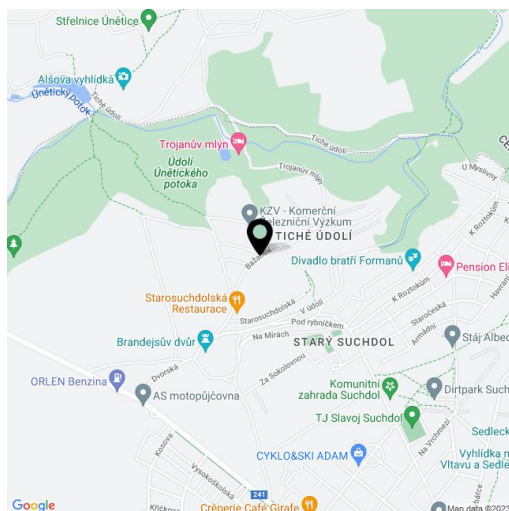 Střelnice Únětice
Alšova vyhlídka
Únětický potok
Tiché údolí
Tiché údolí
Trojanův mlýn
Trojanův mlýn
Údolí
Únětického
potoka
U Myslivny
KZV - Komerční
Železniční Výzkum
TICHÉ ÚDOLÍ
K Roztokům
Divadlo bratří Formanů
Pension Eli
Havraní
Starosuchdolská
Restaurace
V údolí
K Roztokům
Starosuchdolská
Pod rybníčkem
Staročeská
Armádní
Brandejsův dvůr
Na Mírách
STARÝ SUCHDOL
Stáj Albe
Dvorská
Za Sokolovnou
ORLEN Benzina
AS motopůjčovna
Komunitní
zahrada Suchdol
Dirtpark Such
TJ Slavoj Suchdol
Na Vrchmezí
Sedleck
Kosova
CYKLO&SKI ADAM
Vyhlídka n
Vltavu a Sedle
Vysokoškolská
241
Crêperie Café Girafe
Google
Map data ©2023